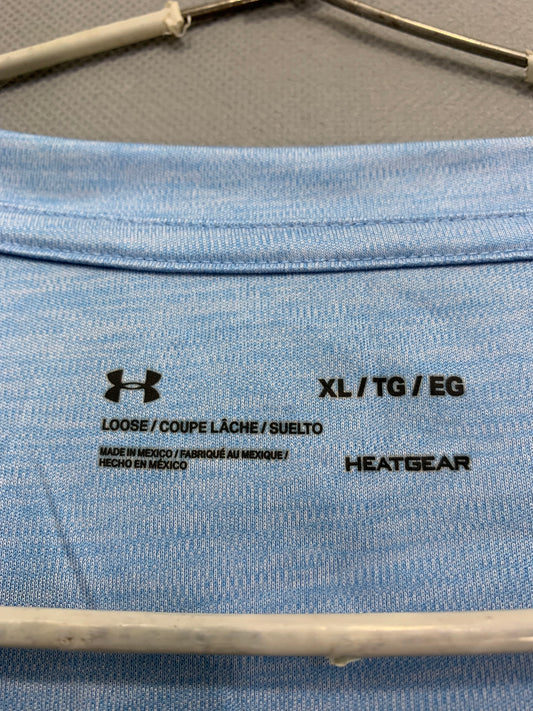 XL / TG / EG
LOOSE / COUPE LÂCHE / SUELTO
MADE IN MEXICO / FABRIQUÉ AU MEXIQUE /
HECHO EN MÉXICO
HEATGEAR